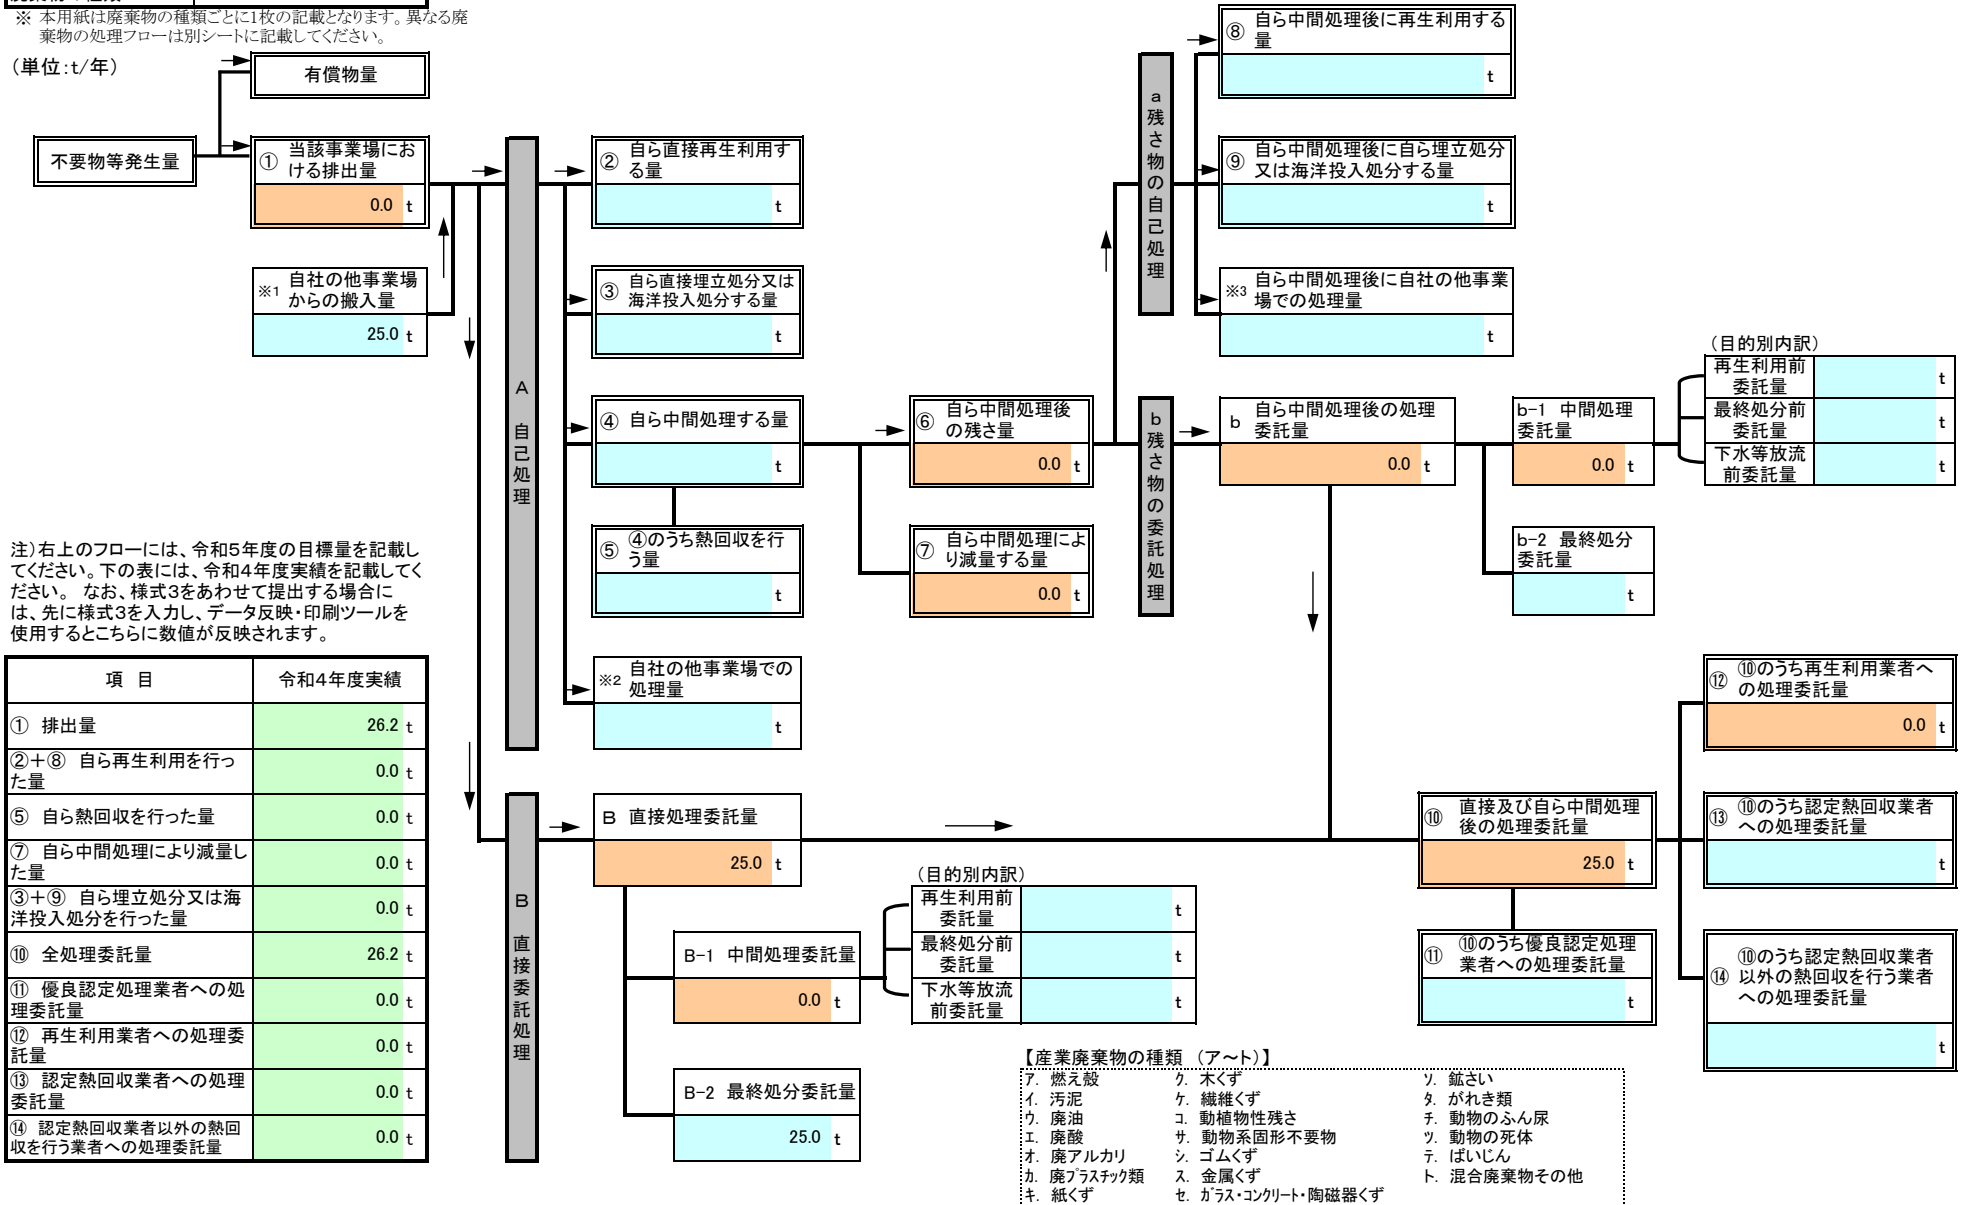 ※ 本用紙は廃棄物の種類ごとに1枚の記載となります。異なる廃
棄物の処理フローは別シートに記載してください。
(単位:t/年)
有償物量
不要物等発生量
① 当該事業場にお
ける排出量
0.0 t
※1 自社の他事業場
からの搬入量
25.0 t
A 自己処理
② 自ら直接再生利用す
る量
t
③ 自ら直接埋立処分又は
海洋投入処分する量
t
④ 自ら中間処理する量
t
⑤ ④のうち熱回収を行
う量
t
※2 自社の他事業場での
処理量
t
⑥ 自ら中間処理後
の残さ量
0.0 t
⑦ 自ら中間処理によ
り減量する量
0.0 t
a 残さ物の自己処理
⑧ 自ら中間処理後に再生利用する
量
t
⑨ 自ら中間処理後に自ら埋立処分
又は海洋投入処分する量
t
※3 自ら中間処理後に自社の他事業
場での処理量
t
b 残さ物の委託処理
b 自ら中間処理後の処理
委託量
0.0 t
b-1 中間処理
委託量
0.0 t
(目的別内訳)
再生利用前
委託量
t
最終処分前
委託量
t
下水等放流
前委託量
t
b-2 最終処分
委託量
t
注)右上のフローには、令和5年度の目標量を記載し
てください。下の表には、令和4年度実績を記載してく
ださい。 なお、様式3をあわせて提出する場合に
は、先に様式3を入力し、データ反映・印刷ツールを
使用するとこちらに数値が反映されます。
項 目 令和4年度実績
① 排出量 26.2 t
②+⑧ 自ら再生利用を行っ
た量 0.0 t
⑤ 自ら熱回収を行った量 0.0 t
⑦ 自ら中間処理により減量し
た量 0.0 t
③+⑨ 自ら埋立処分又は海
洋投入処分を行った量 0.0 t
⑩ 全処理委託量 26.2 t
⑪ 優良認定処理業者への処
理委託量 0.0 t
⑫ 再生利用業者への処理委
託量 0.0 t
⑬ 認定熱回収業者への処理
委託量 0.0 t
⑭ 認定熱回収業者以外の熱回
収を行う業者への処理委託量 0.0 t
B 直接委託処理
B 直接処理委託量
25.0 t
B-1 中間処理委託量
0.0 t
(目的別内訳)
再生利用前
委託量
t
最終処分前
委託量
t
下水等放流
前委託量
t
B-2 最終処分委託量
25.0 t
⑩ 直接及び自ら中間処理
後の処理委託量
25.0 t
⑪ ⑩のうち優良認定処理
業者への処理委託量
t
⑫ ⑩のうち再生利用業者へ
の処理委託量
0.0 t
⑬ ⑩のうち認定熱回収業者
への処理委託量
t
⑭ ⑩のうち認定熱回収業者
以外の熱回収を行う業者
への処理委託量
t
【産業廃棄物の種類 (ア~ト)】
ア. 燃え殻 ク. 木くず ソ. 鉱さい
イ. 汚泥 ケ. 繊維くず タ. がれき類
ウ. 廃油 コ. 動植物性残さ チ. 動物のふん尿
エ. 廃酸 サ. 動物系固形不要物 ツ. 動物の死体
オ. 廃アルカリ シ. ゴムくず テ. ばいじん
カ. 廃プラスチック類 ス. 金属くず ト. 混合廃棄物その他
キ. 紙くず セ. ガラス・コンクリート・陶磁器くず